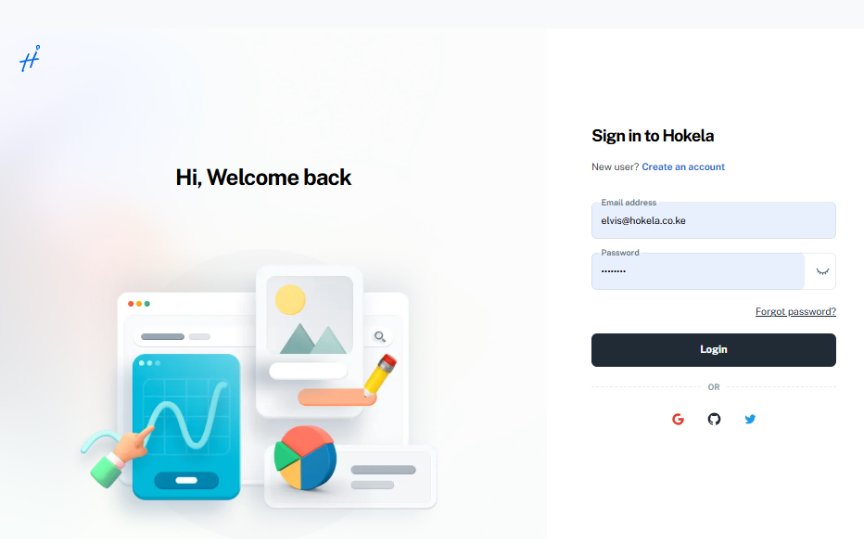 Hi, Welcome back
Sign in to Hokela
New user? Create an account
Email address
elvis@hokela.co.ke
Password
••••••••
Forgot password?
Login
OR